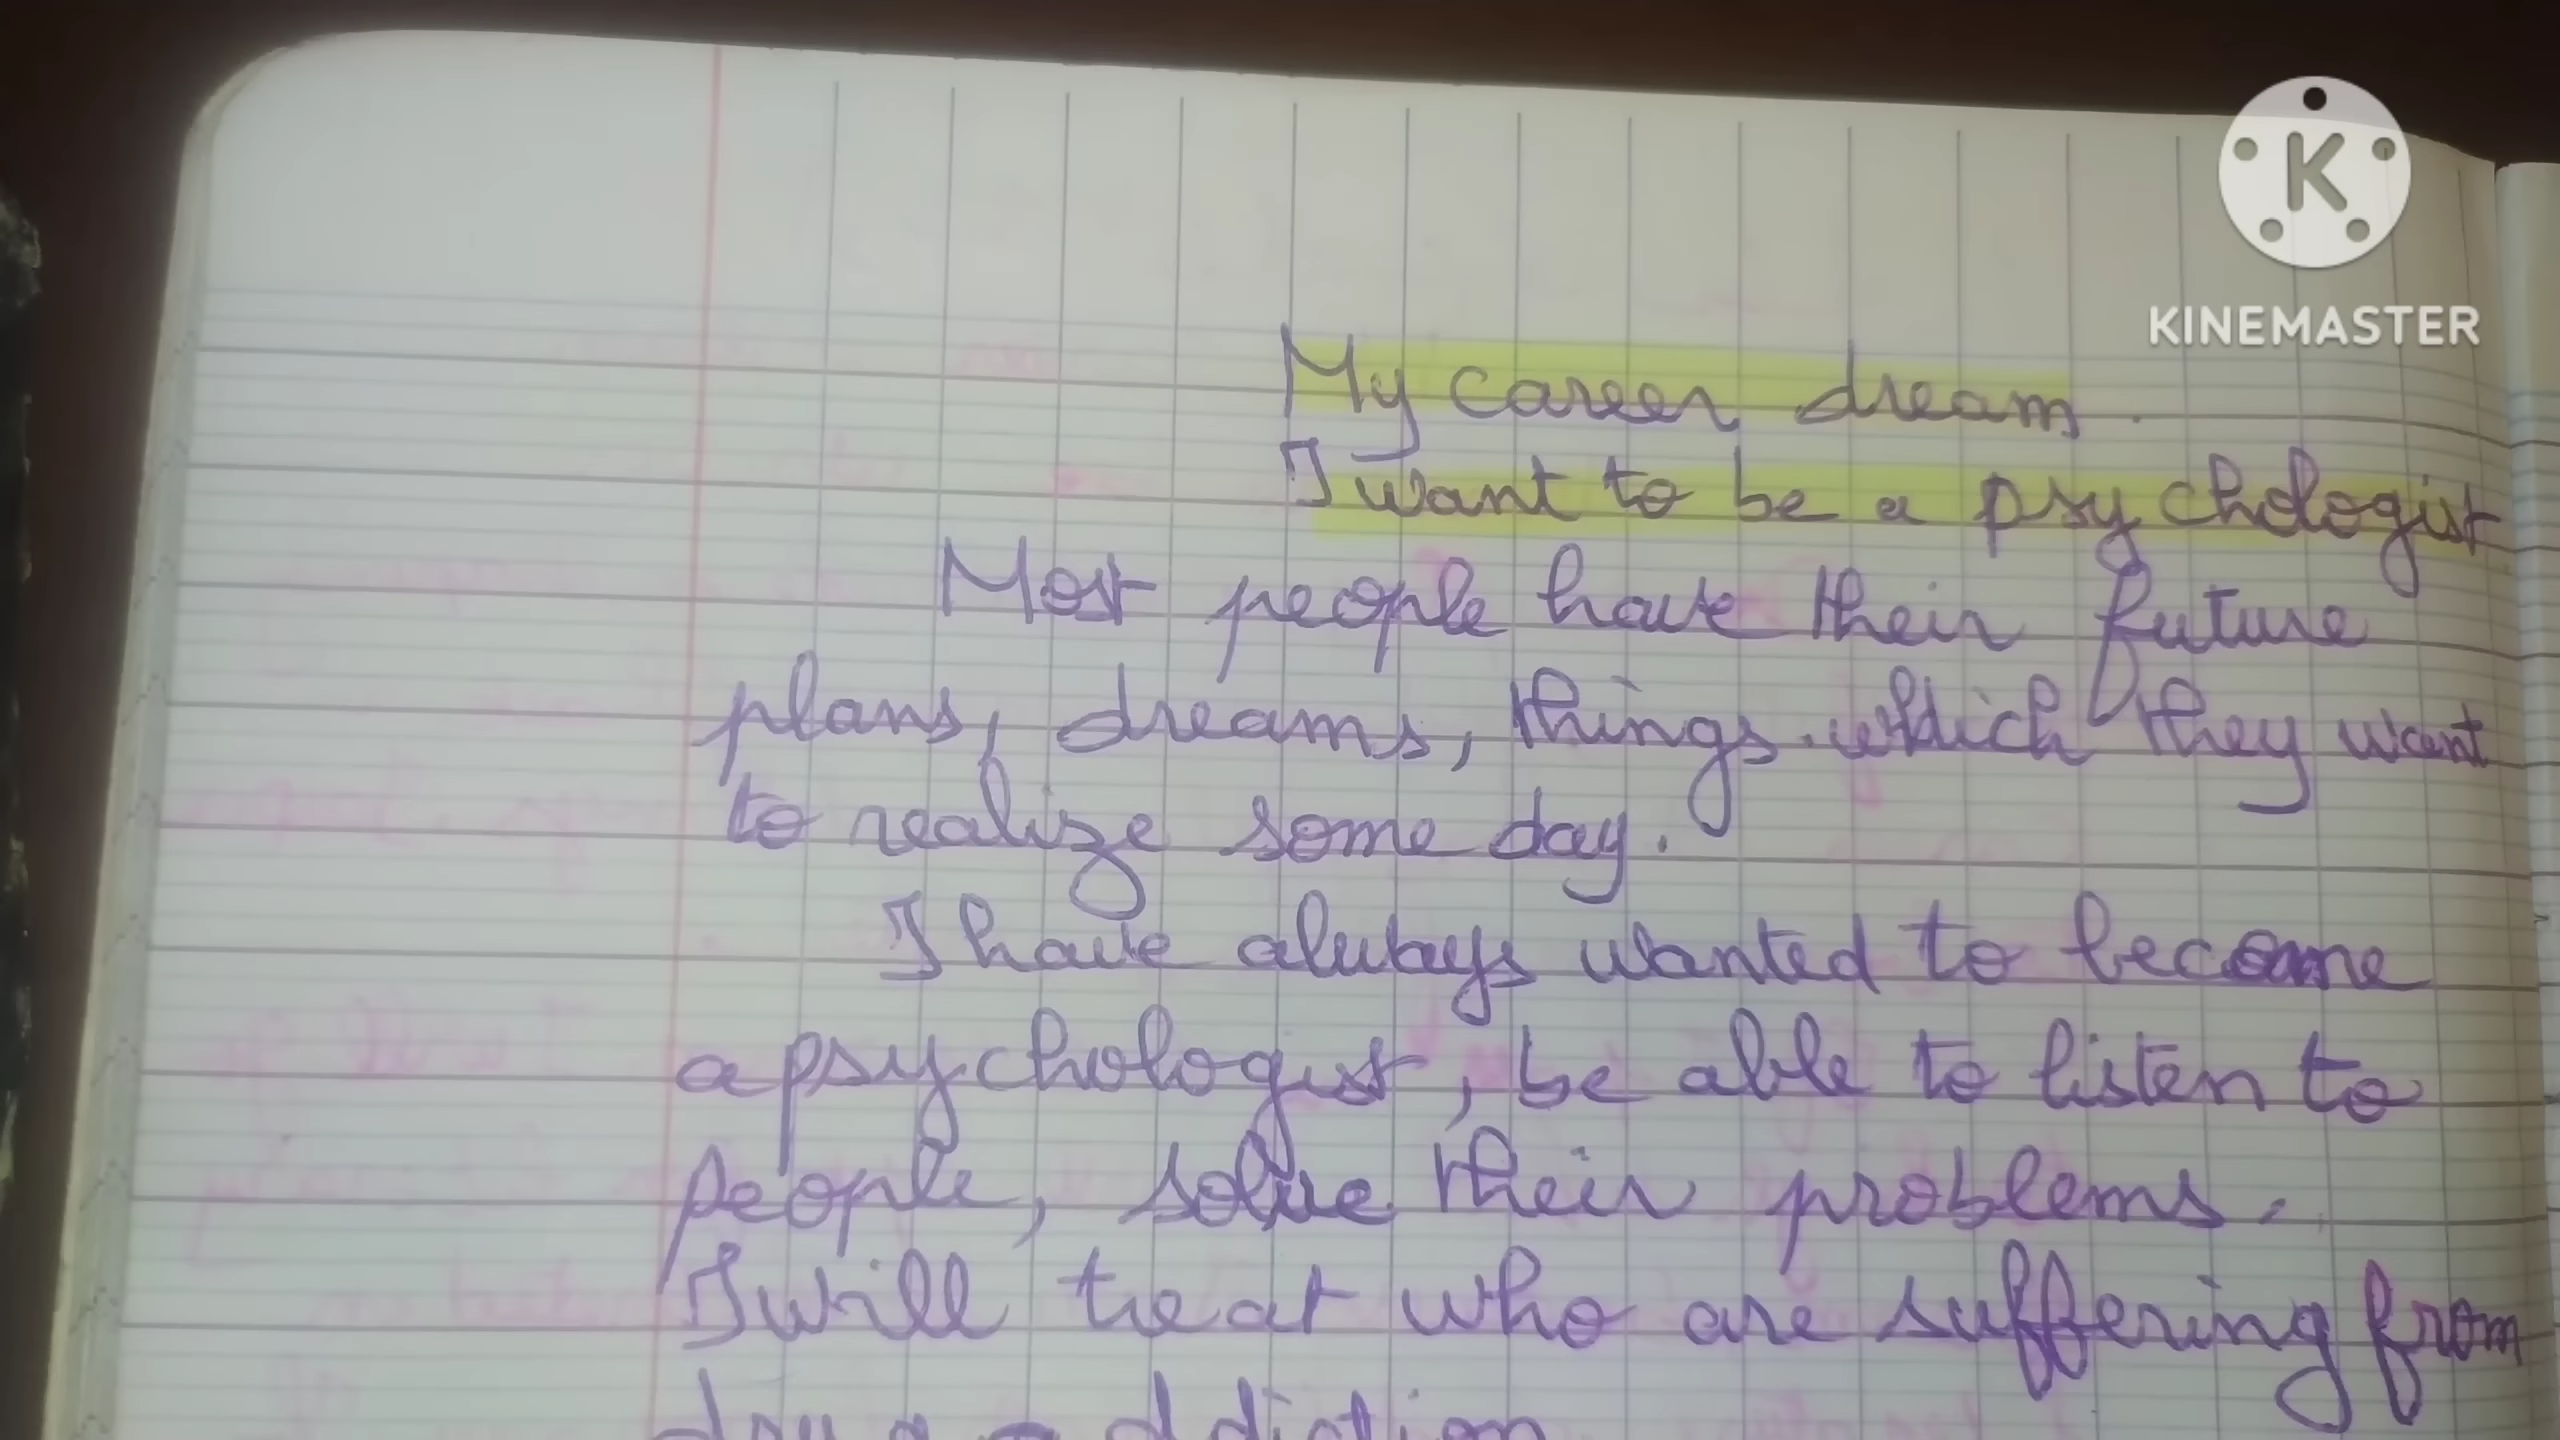 K
KINEMASTER
My career dream.
I want to be a psychologist
Most people have their future
plans, dreams, things which they want
to realize some day.
I have always wanted to become
a psychologist, be able to listen to
people, solve their problems.
I will treat who are suffering from
drug addiction